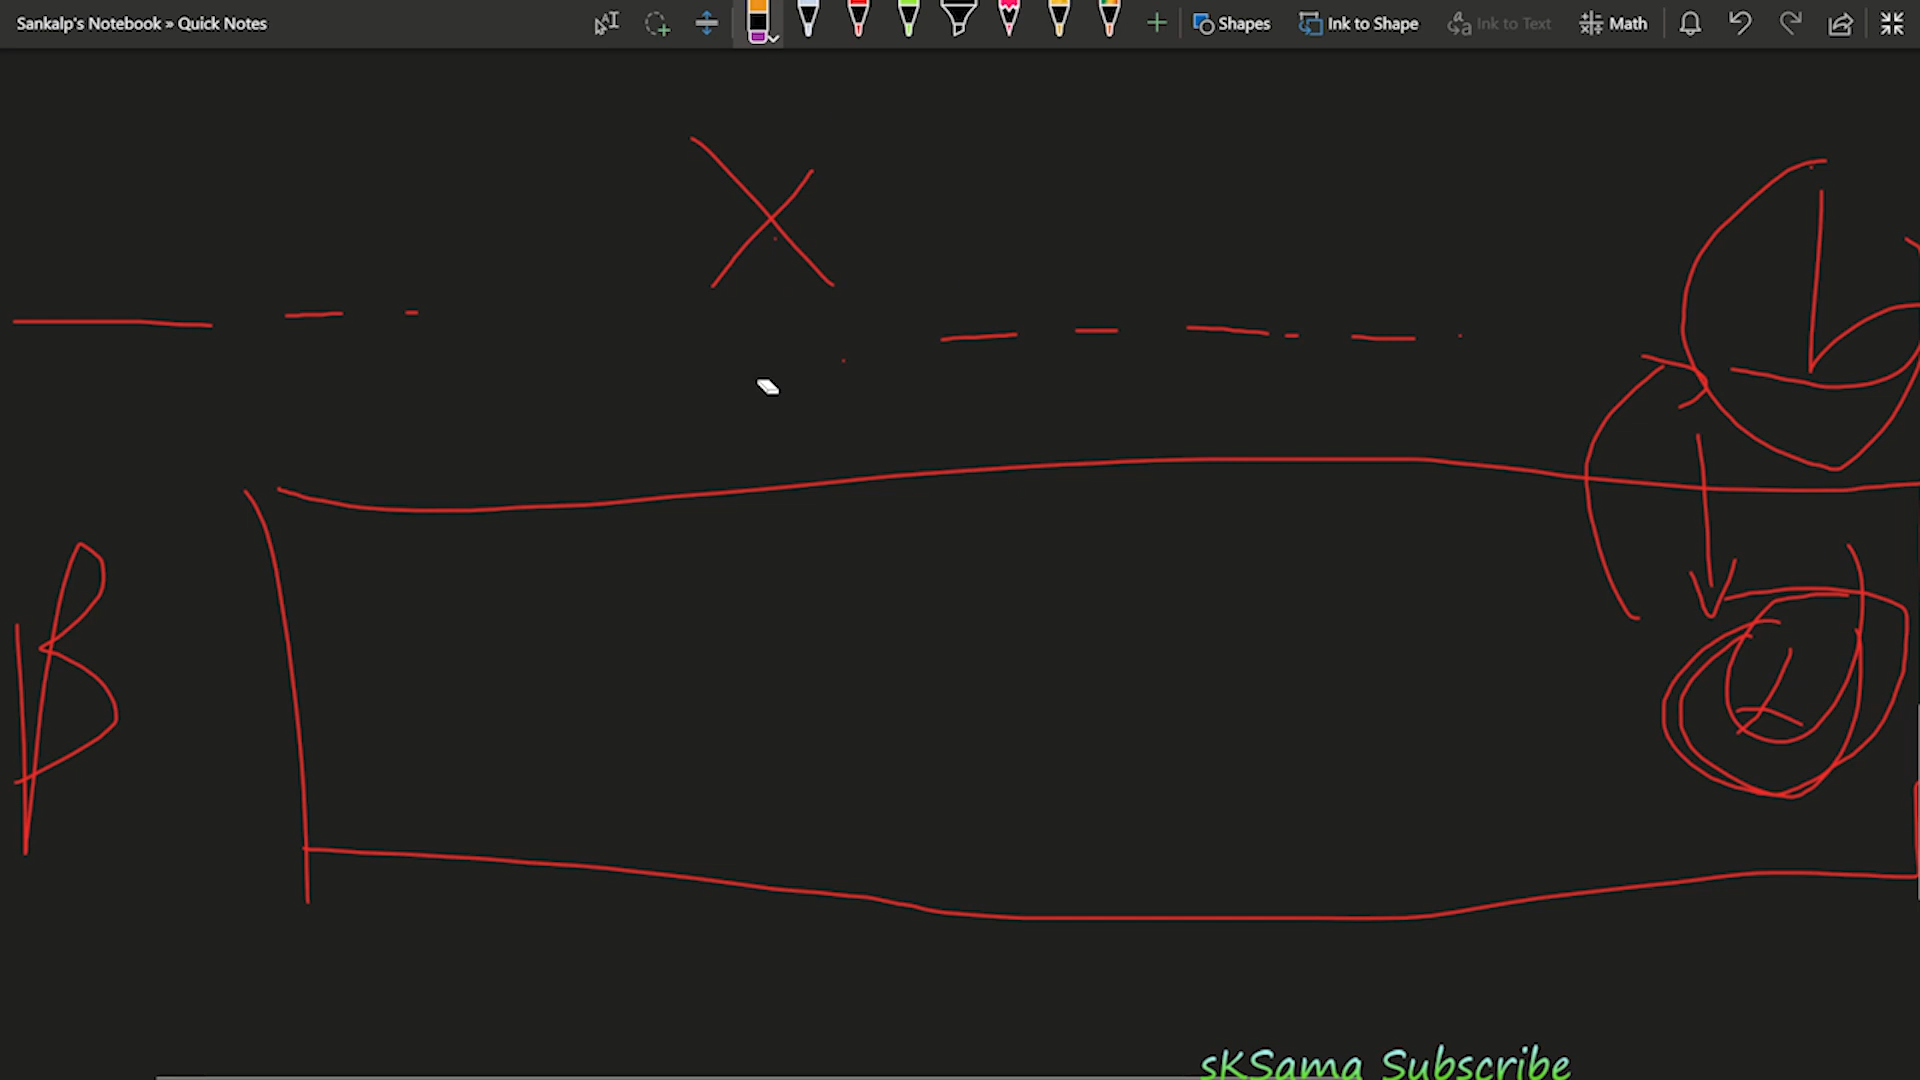 Sankalp's Notebook » Quick Notes
Shapes
Ink to Shape
Ink to Text
Math
X
L
B
sKSama Subscribe